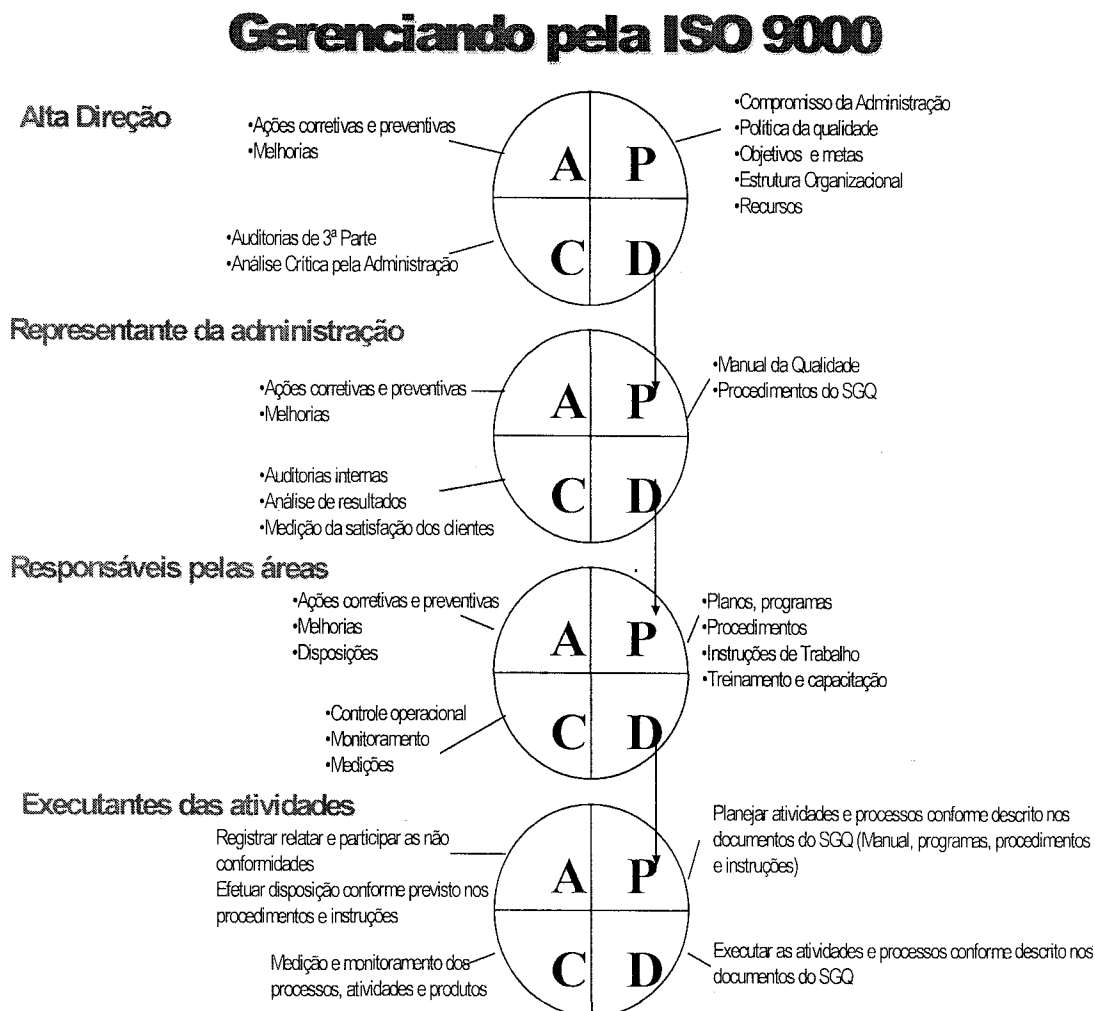 Gerenciando pela ISO 9000
Alta Direção
•Ações corretivas e preventivas
•Melhorias
A P
•Compromisso da Administração
•Política da qualidade
•Objetivos e metas
•Estrutura Organizacional
•Recursos
•Auditorias de 3ª Parte
•Análise Crítica pela Administração
C D
Representante da administração
•Ações corretivas e preventivas
•Melhorias
A P
•Manual da Qualidade
•Procedimentos do SGQ
•Auditorias internas
•Análise de resultados
•Medição da satisfação dos clientes
C D
Responsáveis pelas áreas
•Ações corretivas e preventivas
•Melhorias
•Disposições
A P
•Planos, programas
•Procedimentos
•Instruções de Trabalho
•Treinamento e capacitação
•Controle operacional
•Monitoramento
•Medições
C D
Executantes das atividades
Registrar relatar e participar as não
conformidades
Efetuar disposição conforme previsto nos
procedimentos e instruções
A P
Planejar atividades e processos conforme descrito nos
documentos do SGQ (Manual, programas, procedimentos
e instruções)
Medição e monitoramento dos
processos, atividades e produtos
C D
Executar as atividades e processos conforme descrito nos
documentos do SGQ